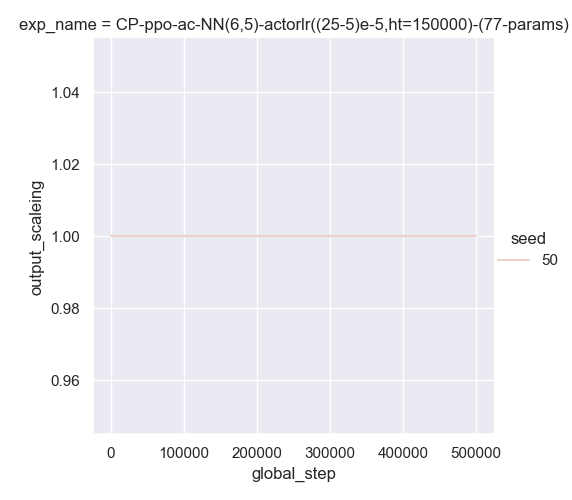 exp_name = CP-ppo-ac-NN(6,5)-actorlr((25-5)e-5,ht=150000)-(77-params)
1.04
1.02
1.00
0.98
0.96
output_scaleing
0 100000 200000 300000 400000 500000
global_step
seed
50